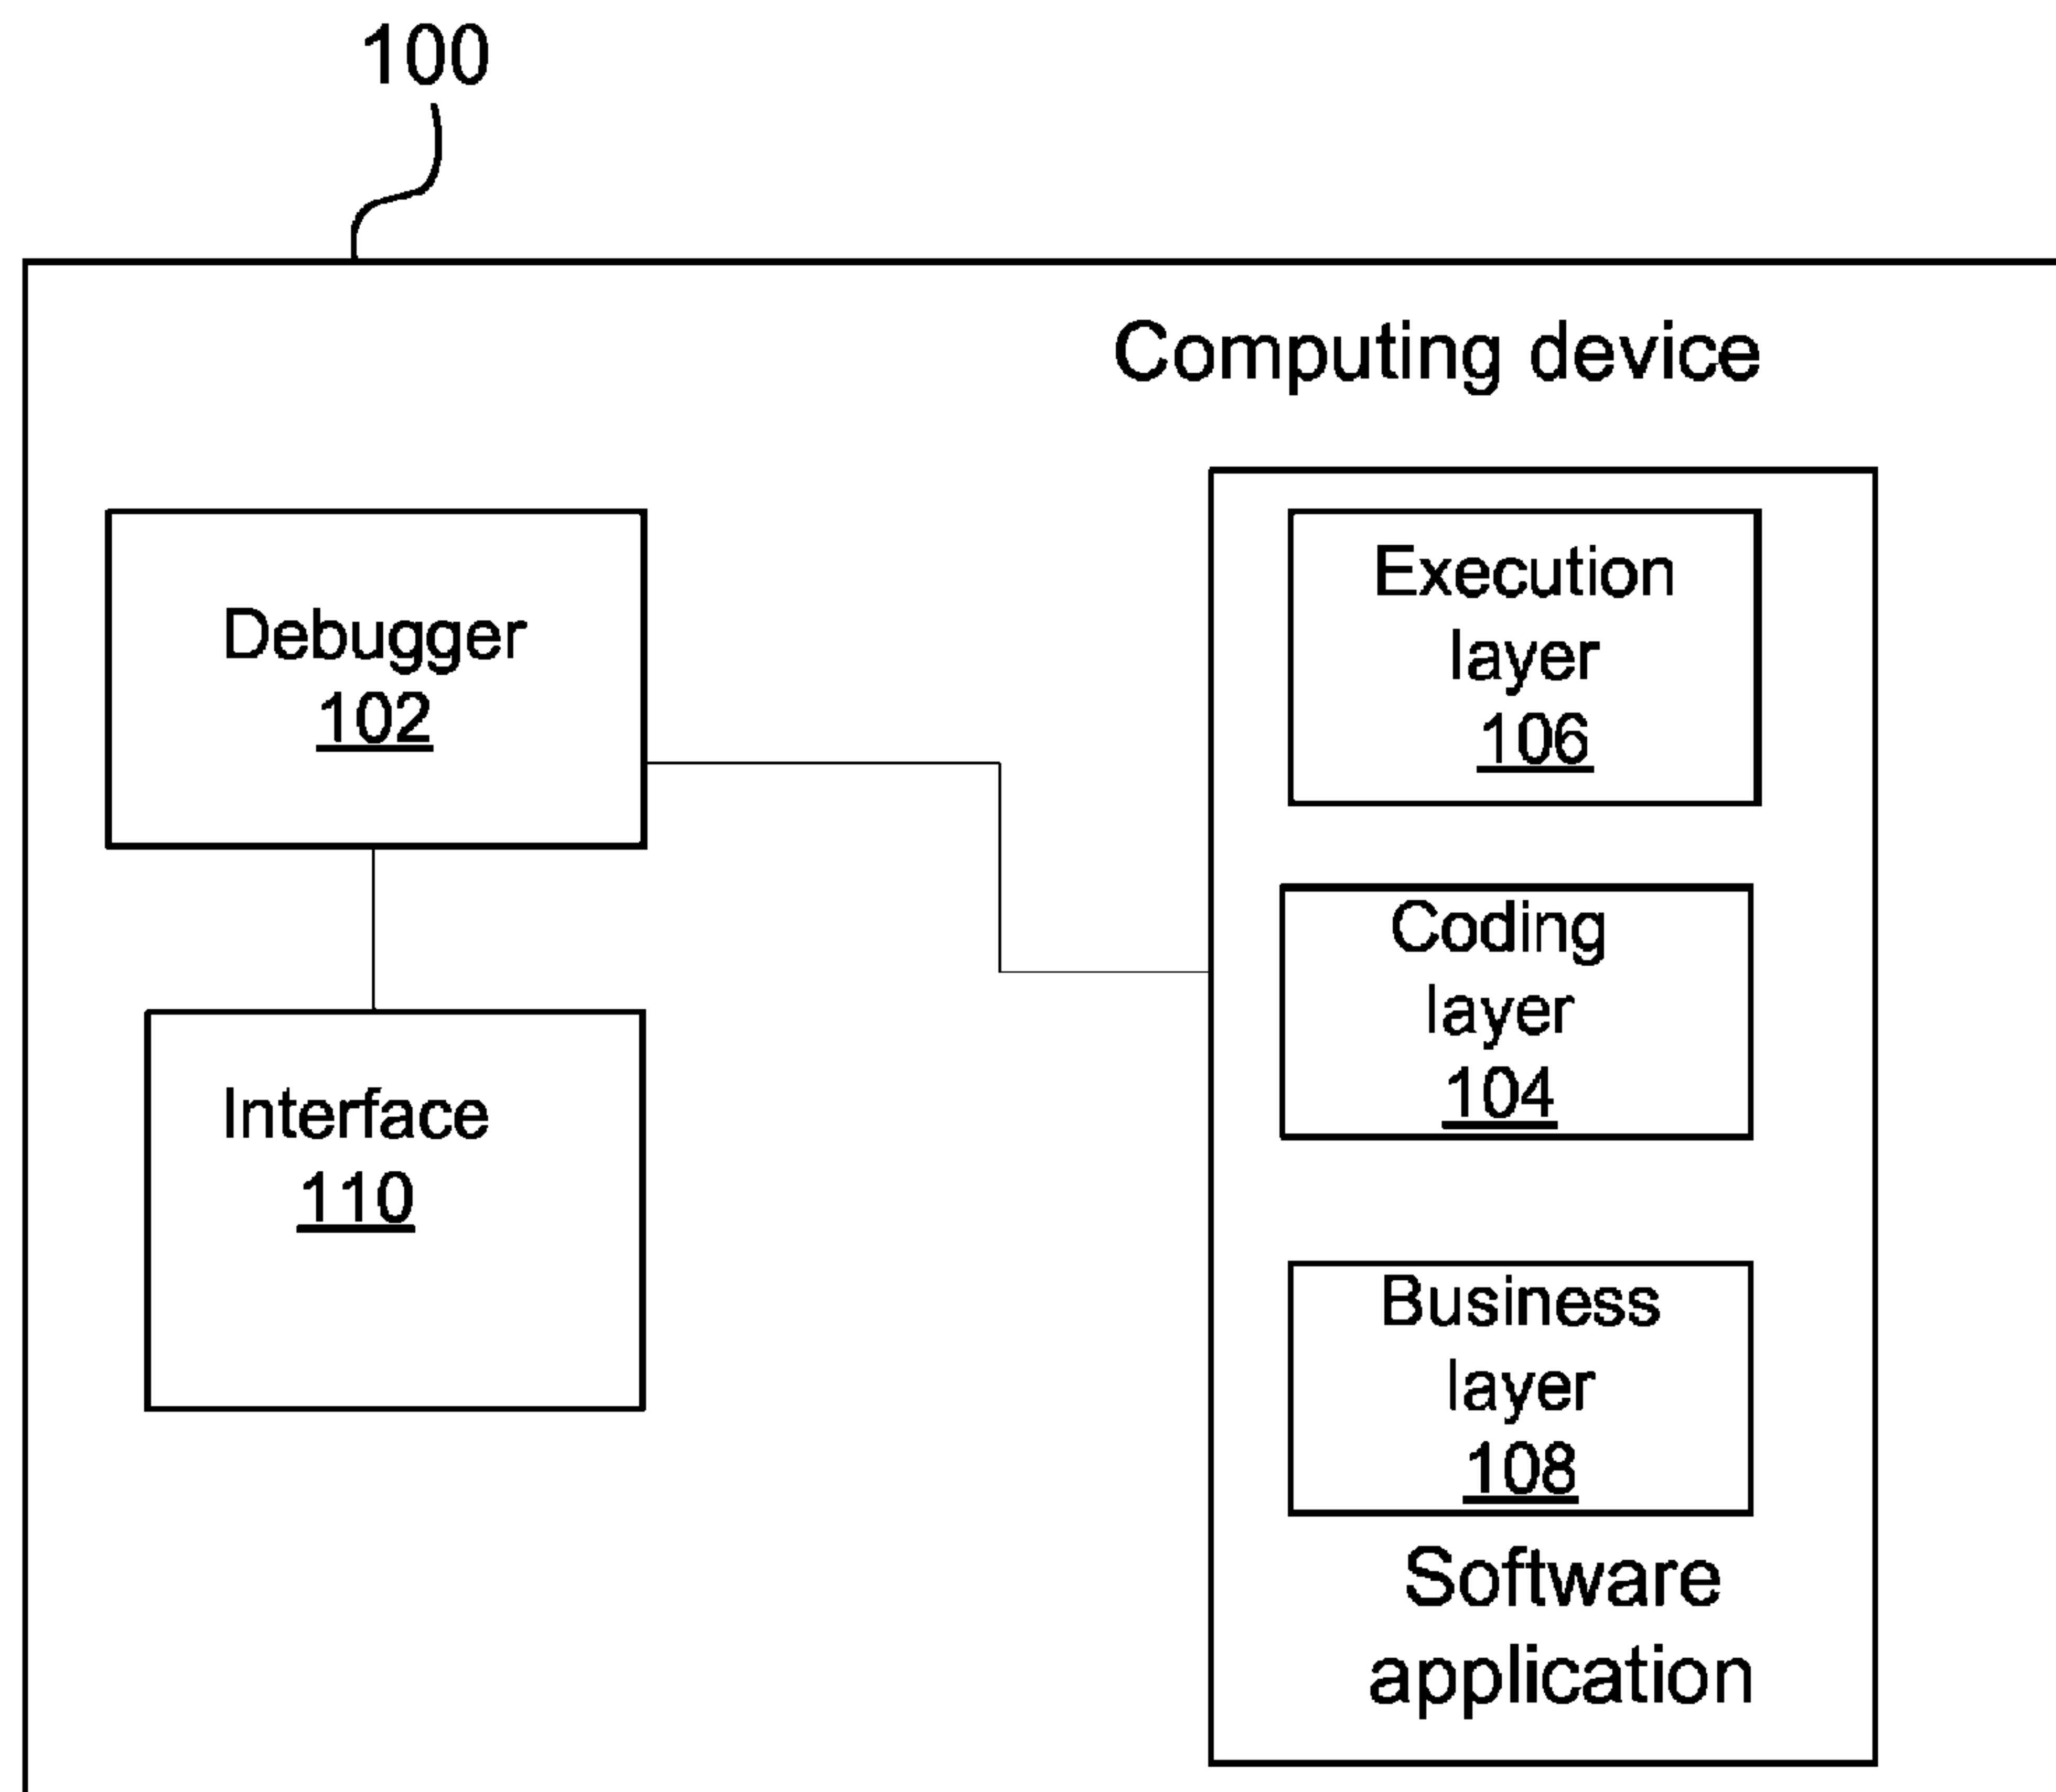 100
Computing device
Debugger
102
Interface
110
Execution
layer
106
Coding
layer
104
Business
layer
108
Software
application